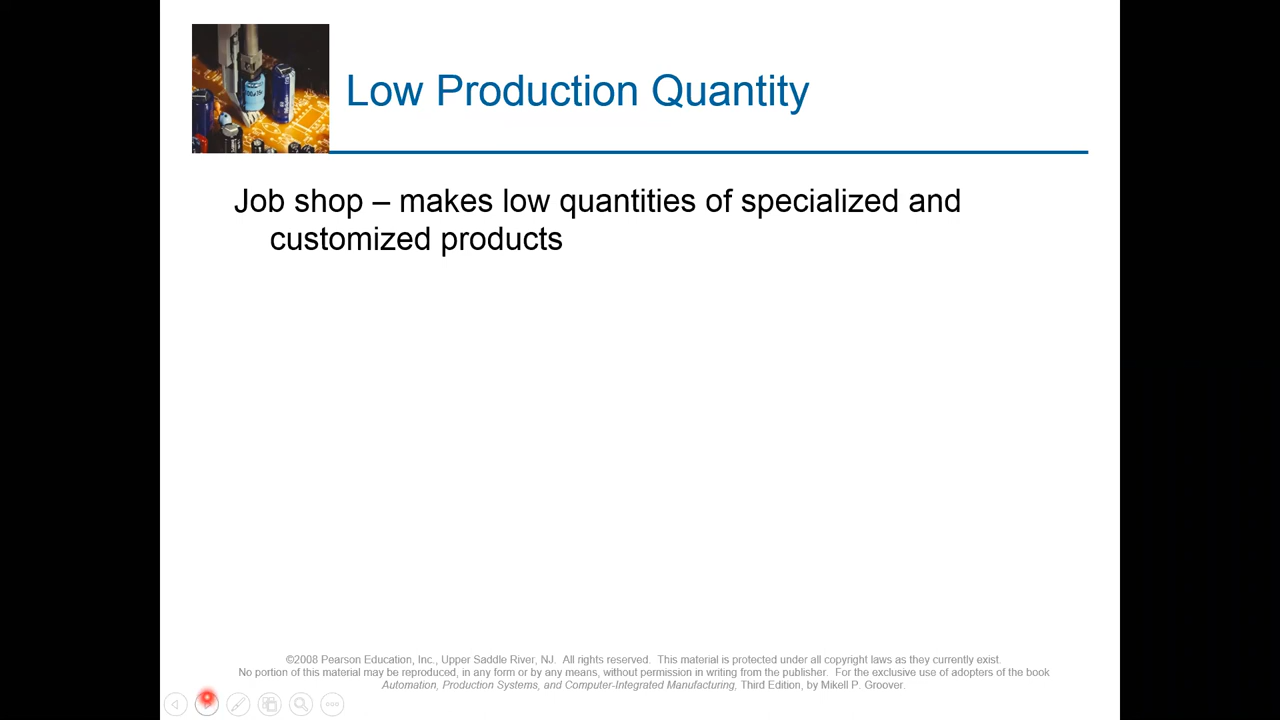 Low Production Quantity
Job shop – makes low quantities of specialized and
customized products
©2008 Pearson Education, Inc., Upper Saddle River, NJ. All rights reserved. This material is protected under all copyright laws as they currently exist.
No portion of this material may be reproduced, in any form or by any means, without permission in writing from the publisher. For the exclusive use of adopters of the book
Automation, Production Systems, and Computer-Integrated Manufacturing, Third Edition, by Mikell P. Groover.